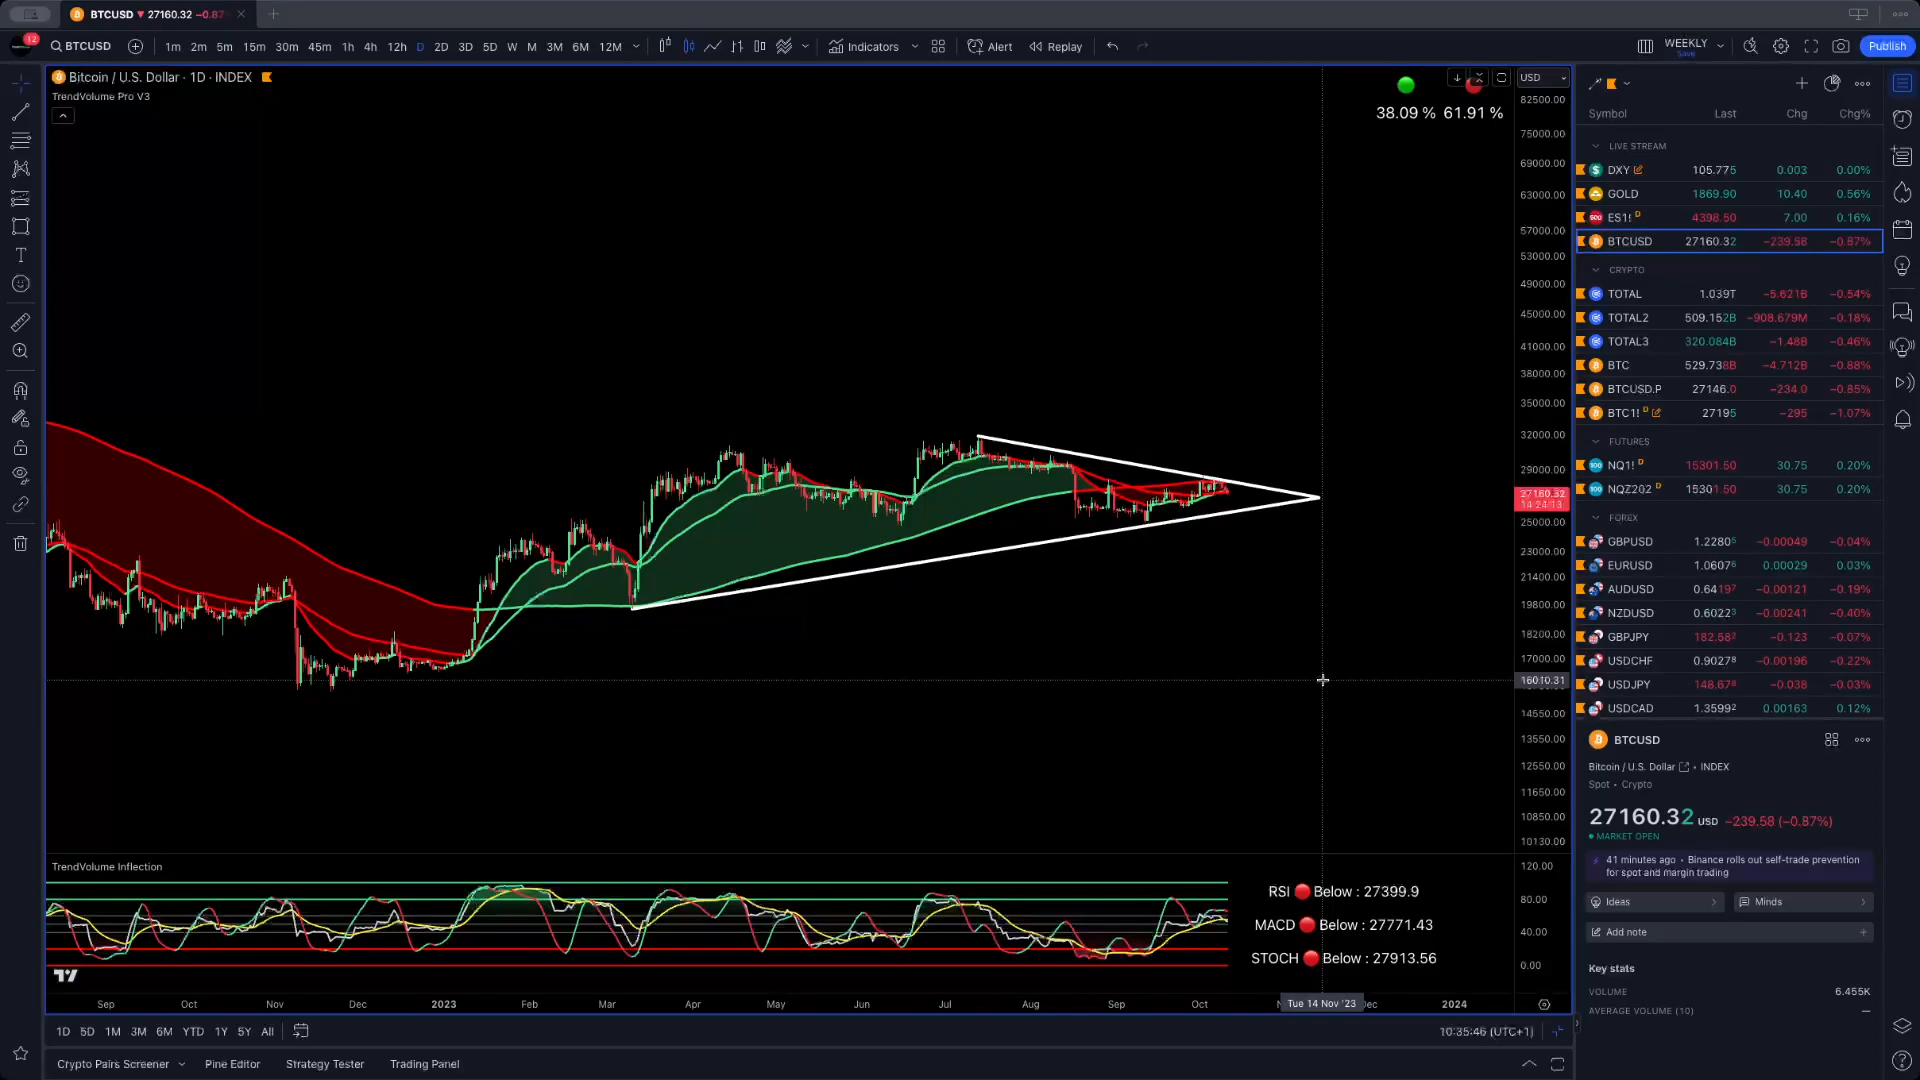 BTCUSD ▼ 27160.32 −0.87
12
BTCUSD
1m 2m 5m 15m 30m 45m 1h 4h 12h D 2D 3D 5D W M 3M 6M 12M
Indicators
Alert
Replay
WEEKLY
Save
Publish
Bitcoin / U.S. Dollar · 1D · INDEX
TrendVolume Pro V3
38.09 % 61.91 %
USD
82500.00
75000.00
69000.00
63000.00
57000.00
53000.00
49000.00
45000.00
41000.00
38000.00
35000.00
32000.00
29000.00
27160.32
14:24:13
25000.00
23000.00
21400.00
19800.00
18200.00
17000.00
16010.31
14550.00
13550.00
12550.00
11650.00
10850.00
10130.00
TrendVolume Inflection
120.00
80.00
40.00
0.00
RSI 🔴 Below : 27399.9
MACD 🔴 Below : 27771.43
STOCH 🔴 Below : 27913.56
Sep Oct Nov Dec 2023 Feb Mar Apr May Jun Jul Aug Sep Oct Tue 14 Nov '23 2024
1D 5D 1M 3M 6M YTD 1Y 5Y All
10:35:46 (UTC+1)
Crypto Pairs Screener Pine Editor Strategy Tester Trading Panel
Symbol Last Chg Chg%
LIVE STREAM
DXY 105.775 0.003 0.00%
GOLD 1869.90 10.40 0.56%
ES1! D 4398.50 7.00 0.16%
BTCUSD 27160.32 −239.58 −0.87%
CRYPTO
TOTAL 1.039T −5.621B −0.54%
TOTAL2 509.152B −908.679M −0.18%
TOTAL3 320.084B −1.48B −0.46%
BTC 529.738B −4.712B −0.88%
BTCUSD.P 27146.0 −234.0 −0.85%
BTC1! D 27195 −295 −1.07%
FUTURES
NQ1! D 15301.50 30.75 0.20%
NQZ202 D 15301.50 30.75 0.20%
FOREX
GBPUSD 1.22805 −0.00049 −0.04%
EURUSD 1.06076 0.00029 0.03%
AUDUSD 0.64197 −0.00121 −0.19%
NZDUSD 0.60223 −0.00241 −0.40%
GBPJPY 182.582 −0.123 −0.07%
USDCHF 0.90278 −0.00196 −0.22%
USDJPY 148.678 −0.038 −0.03%
USDCAD 1.35992 0.00163 0.12%
BTCUSD
Bitcoin / U.S. Dollar • INDEX
Spot • Crypto
27160.32 USD −239.58 (−0.87%)
MARKET OPEN
41 minutes ago • Binance rolls out self-trade prevention
for spot and margin trading
Ideas
Minds
Add note
Key stats
VOLUME 6.455K
AVERAGE VOLUME (10) —